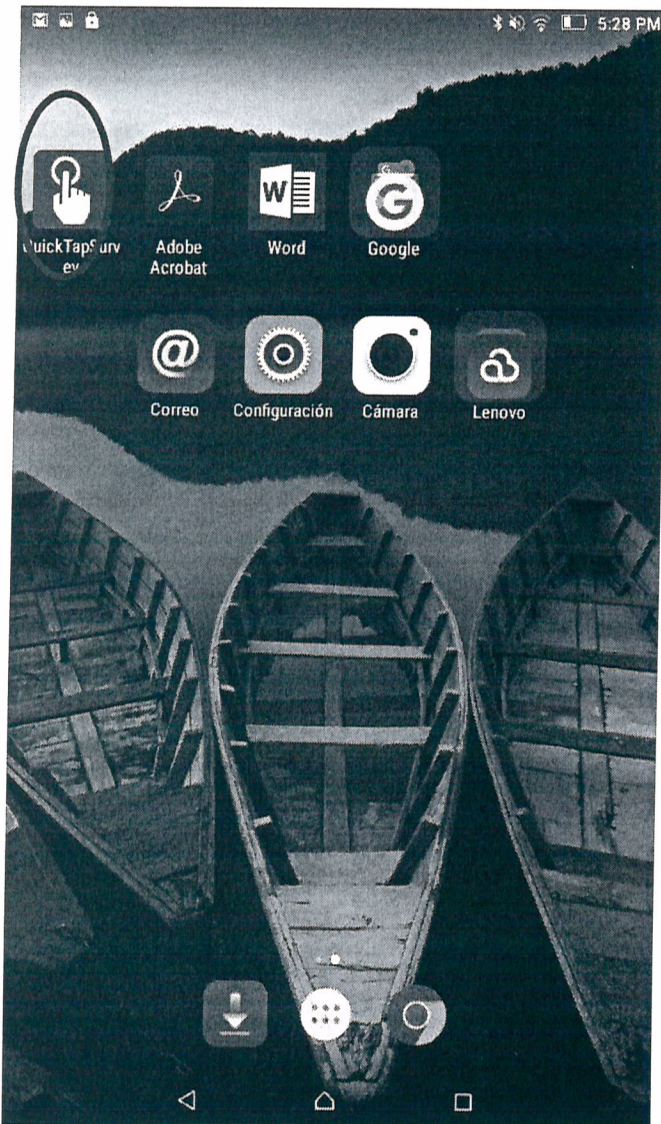 5:28 PM
QuickTapSurv
ey
Adobe
Acrobat
Word
Google
Correo
Configuración
Cámara
Lenovo